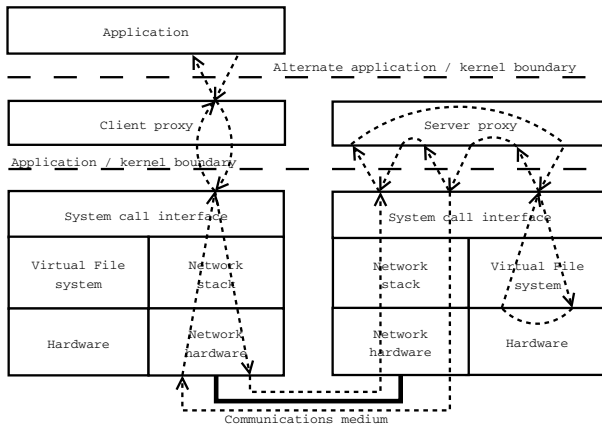 Application
Alternate application / kernel boundary
Client proxy
Server proxy
Application / kernel boundary
System call interface
System call interface
Virtual File
system
Network
stack
Network
stack
Virtual File
system
Hardware
Network
hardware
Network
hardware
Hardware
Communications medium